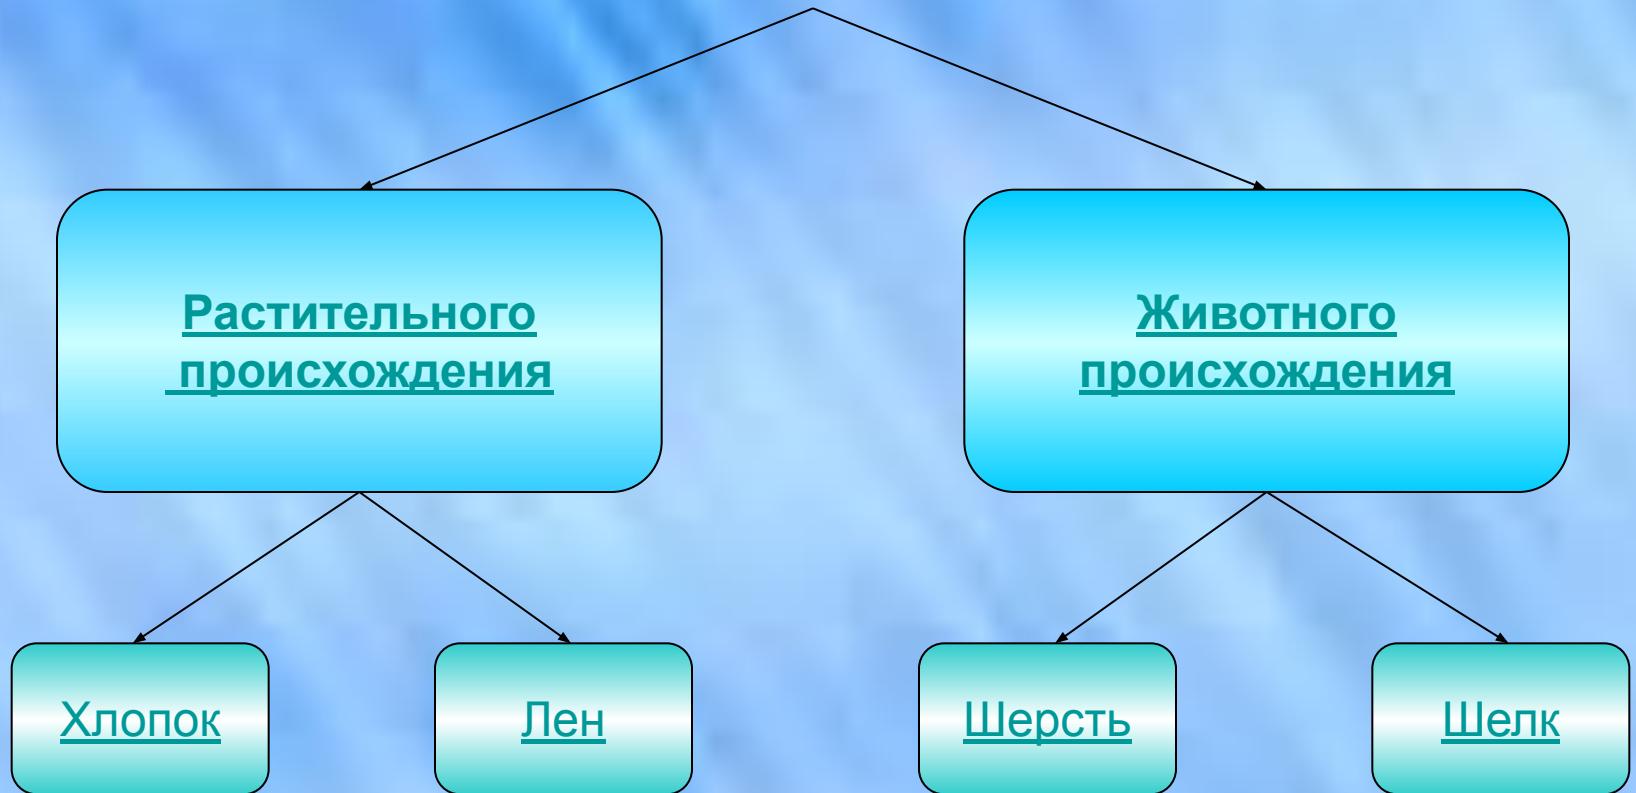 Растительного
происхождения
Животного
происхождения
Хлопок
Лен
Шерсть
Шелк